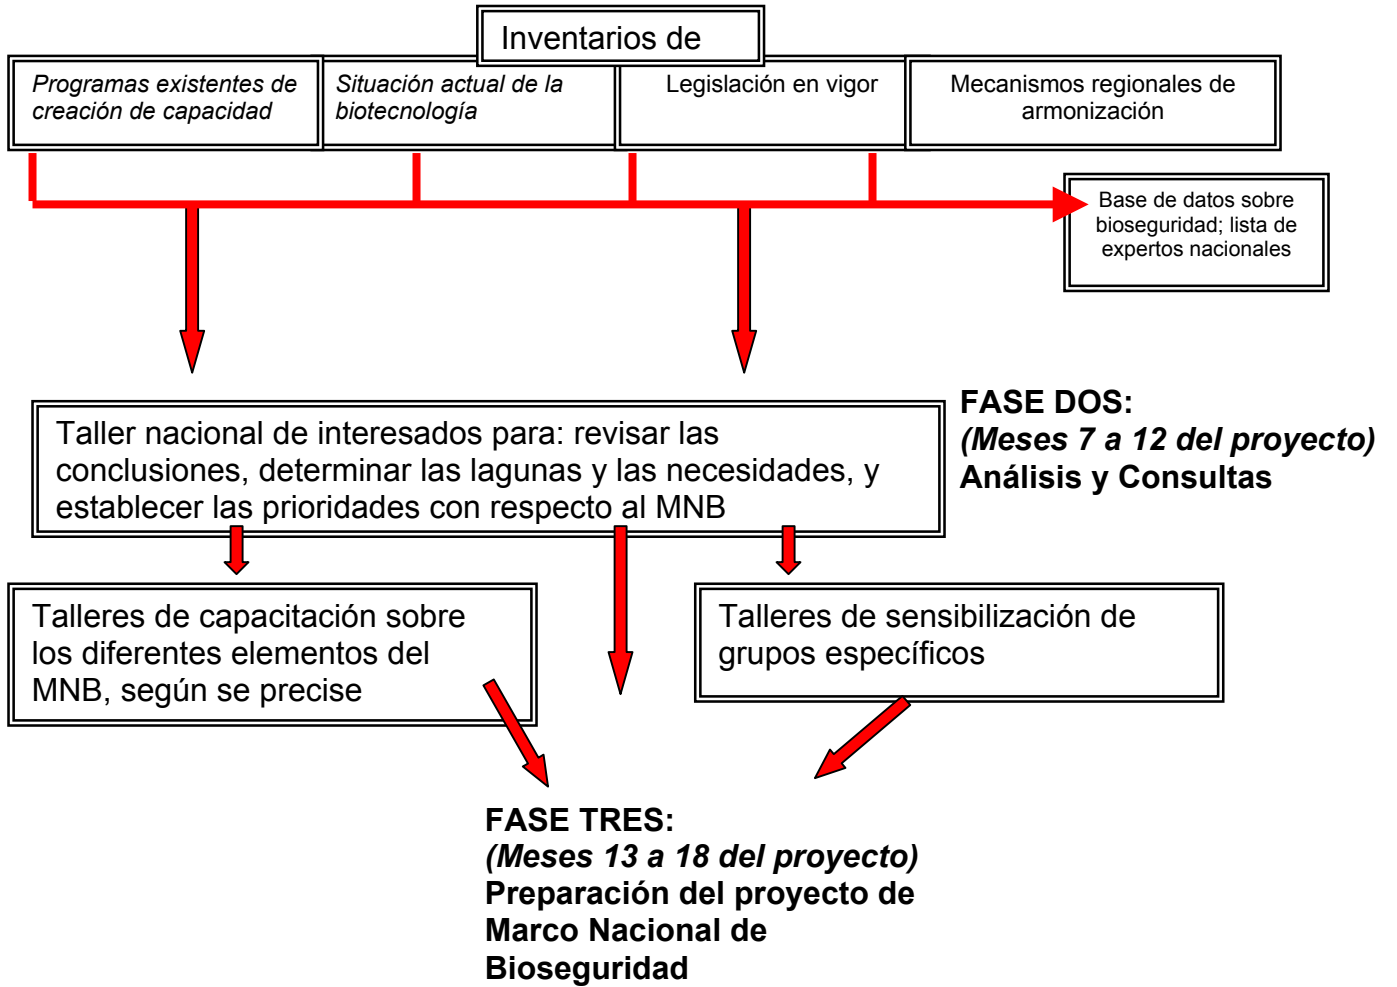 Inventarios de
Programas existentes de
creación de capacidad
Situación actual de la
biotecnología
Legislación en vigor
Mecanismos regionales de
armonización
Base de datos sobre
bioseguridad; lista de
expertos nacionales
FASE DOS:
(Meses 7 a 12 del proyecto)
Análisis y Consultas
Taller nacional de interesados para: revisar las
conclusiones, determinar las lagunas y las necesidades, y
establecer las prioridades con respecto al MNB
Talleres de capacitación sobre
los diferentes elementos del
MNB, según se precise
Talleres de sensibilización de
grupos específicos
FASE TRES:
(Meses 13 a 18 del proyecto)
Preparación del proyecto de
Marco Nacional de
Bioseguridad